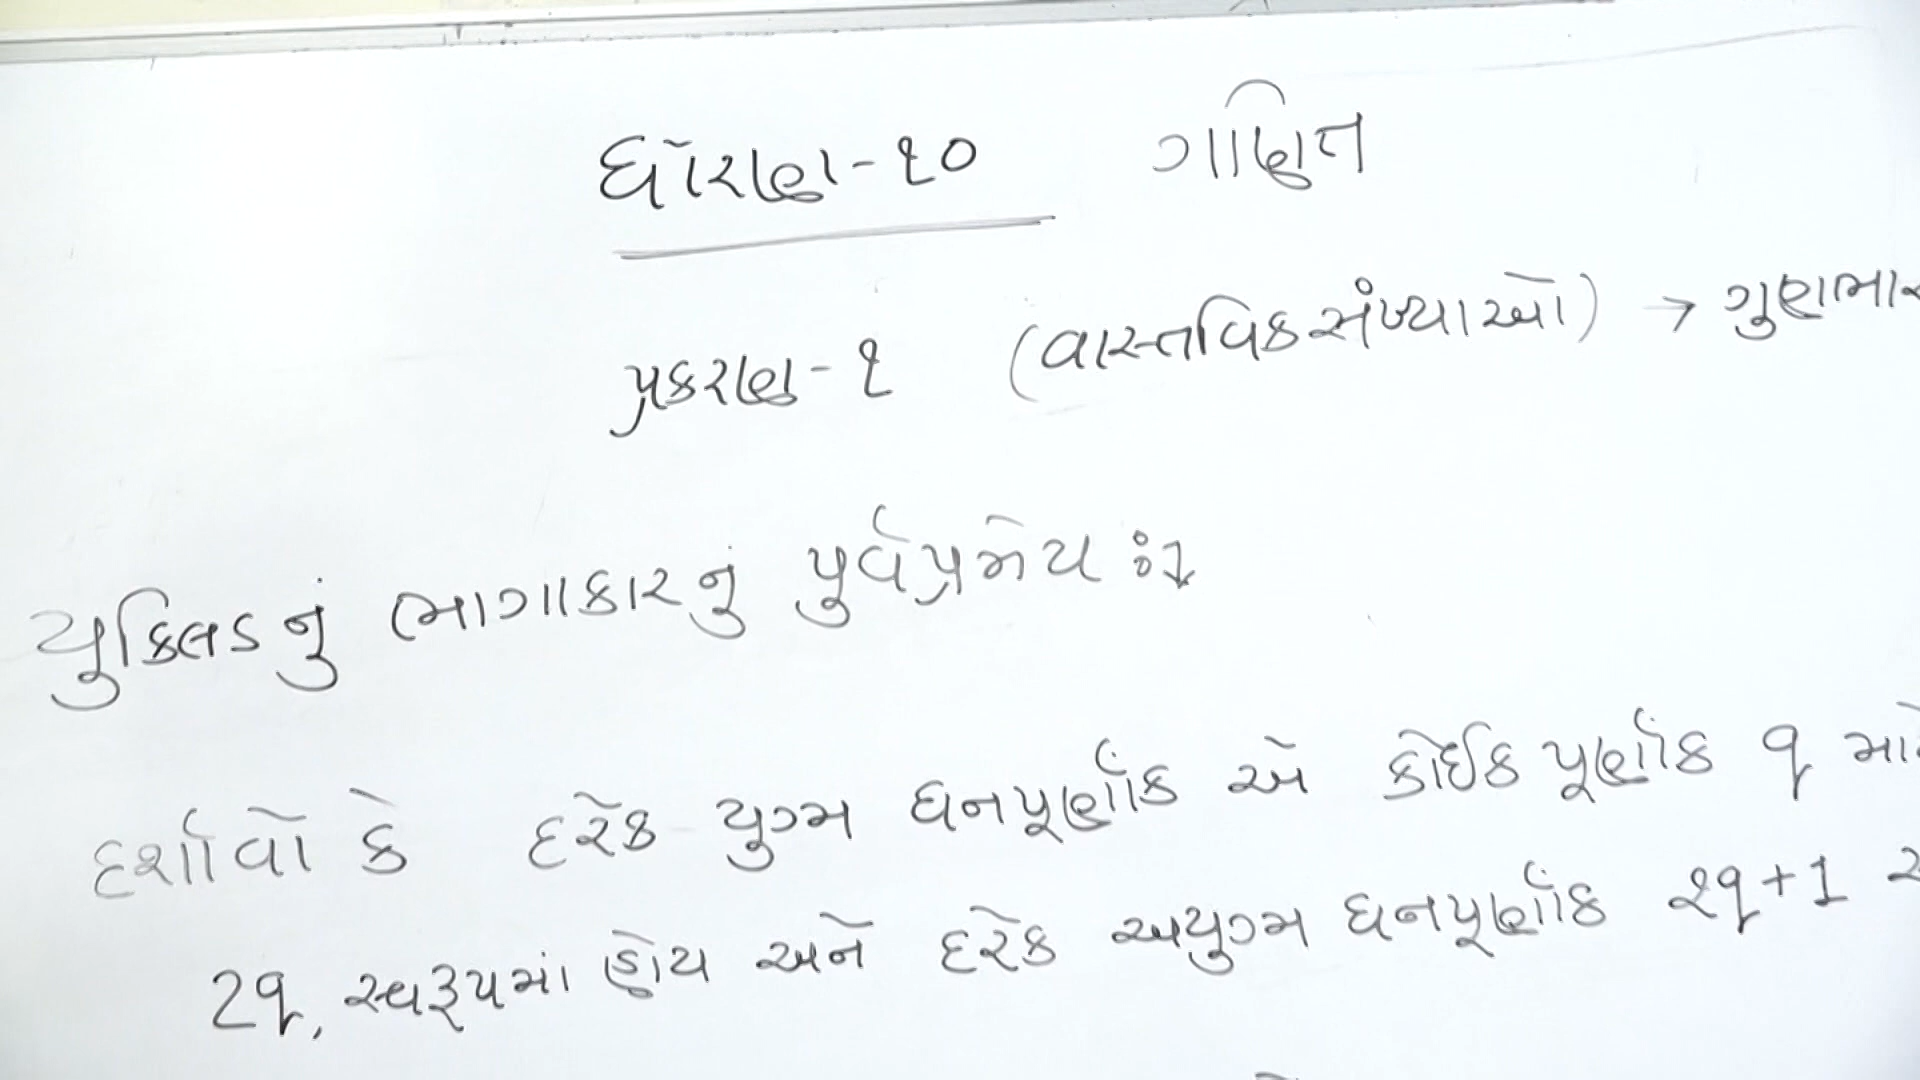 ધોરણ-૧૦ ગણિત
પ્રકરણ-૧ (વાસ્તવિક સંખ્યાઓ) →
યુક્લિડનું ભાગાકારનું પુર્વપ્રમેય :
દર્શાવો કે દરેક યુગ્મ ધનપૂર્ણાંક એ કોઈક પૂર્ણાંક q
2q, સ્વરૂપમાં હોય અને દરેક અયુગ્મ ધનપૂર્ણાંક 2q+1